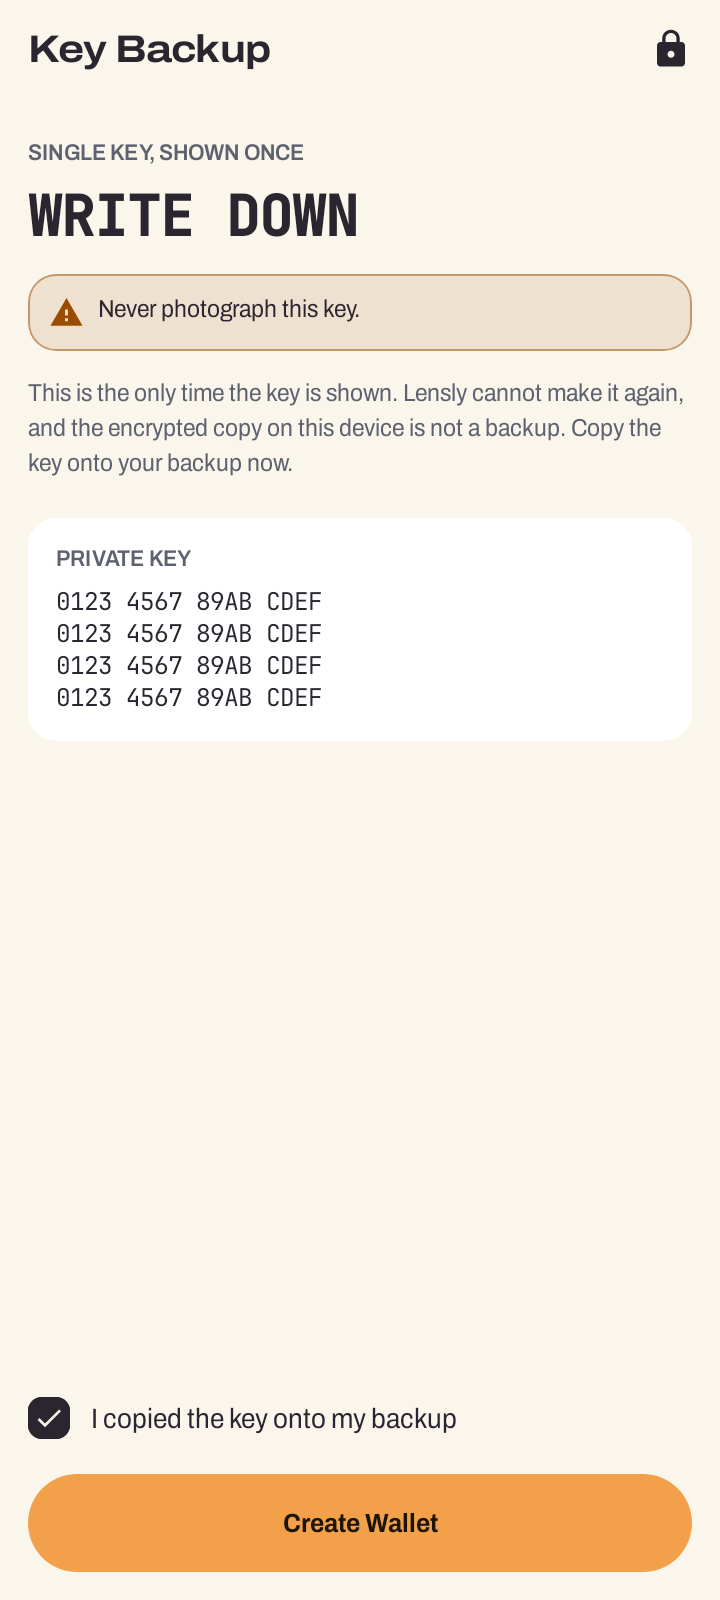 Key Backup
SINGLE KEY, SHOWN ONCE
WRITE DOWN
Never photograph this key.
This is the only time the key is shown. Lensly cannot make it again,
and the encrypted copy on this device is not a backup. Copy the
key onto your backup now.
PRIVATE KEY
0123 4567 89AB CDEF
0123 4567 89AB CDEF
0123 4567 89AB CDEF
0123 4567 89AB CDEF
I copied the key onto my backup
Create Wallet